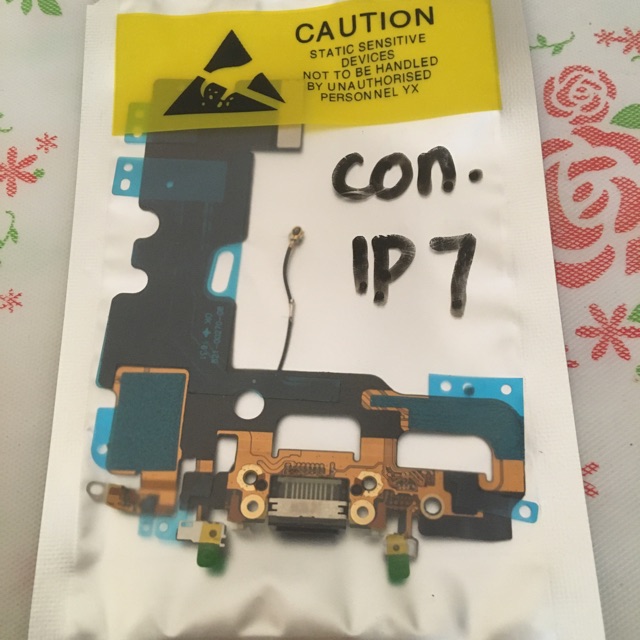 CAUTION
STATIC SENSITIVE
DEVICES
NOT TO BE HANDLED
BY UNAUTHORISED
PERSONNEL YX
con.
IP7